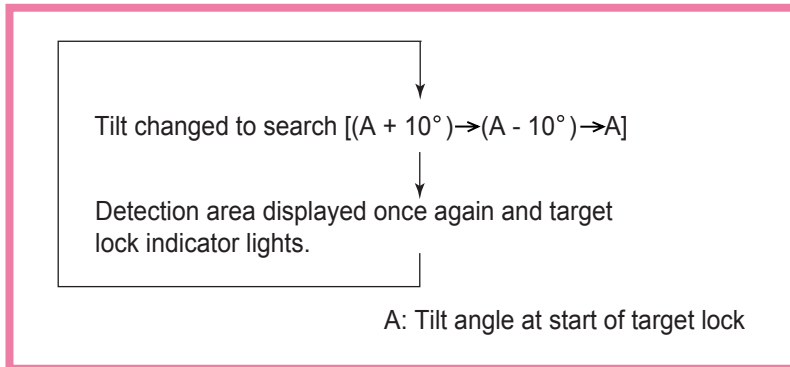 Tilt changed to search [(A + 10°)→(A - 10°)→A]
Detection area displayed once again and target
lock indicator lights.
A: Tilt angle at start of target lock